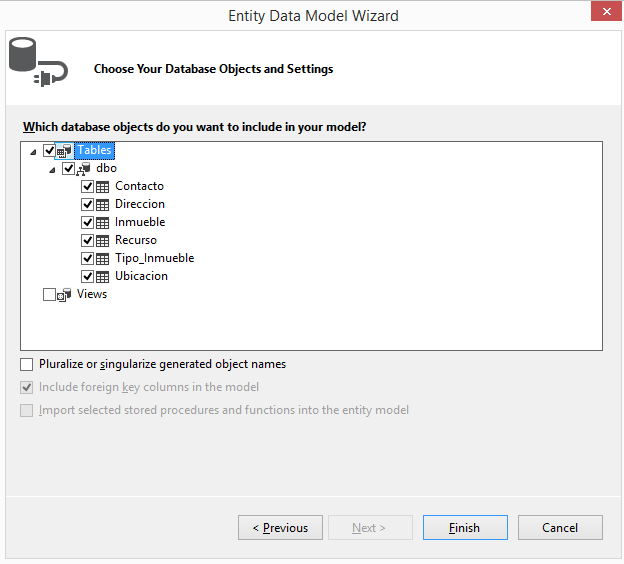 Entity Data Model Wizard
Choose Your Database Objects and Settings
Which database objects do you want to include in your model?
Tables
dbo
Contacto
Direccion
Inmueble
Recurso
Tipo_Inmueble
Ubicacion
Views
Pluralize or singularize generated object names
Include foreign key columns in the model
Import selected stored procedures and functions into the entity model
< Previous
Next >
Finish
Cancel